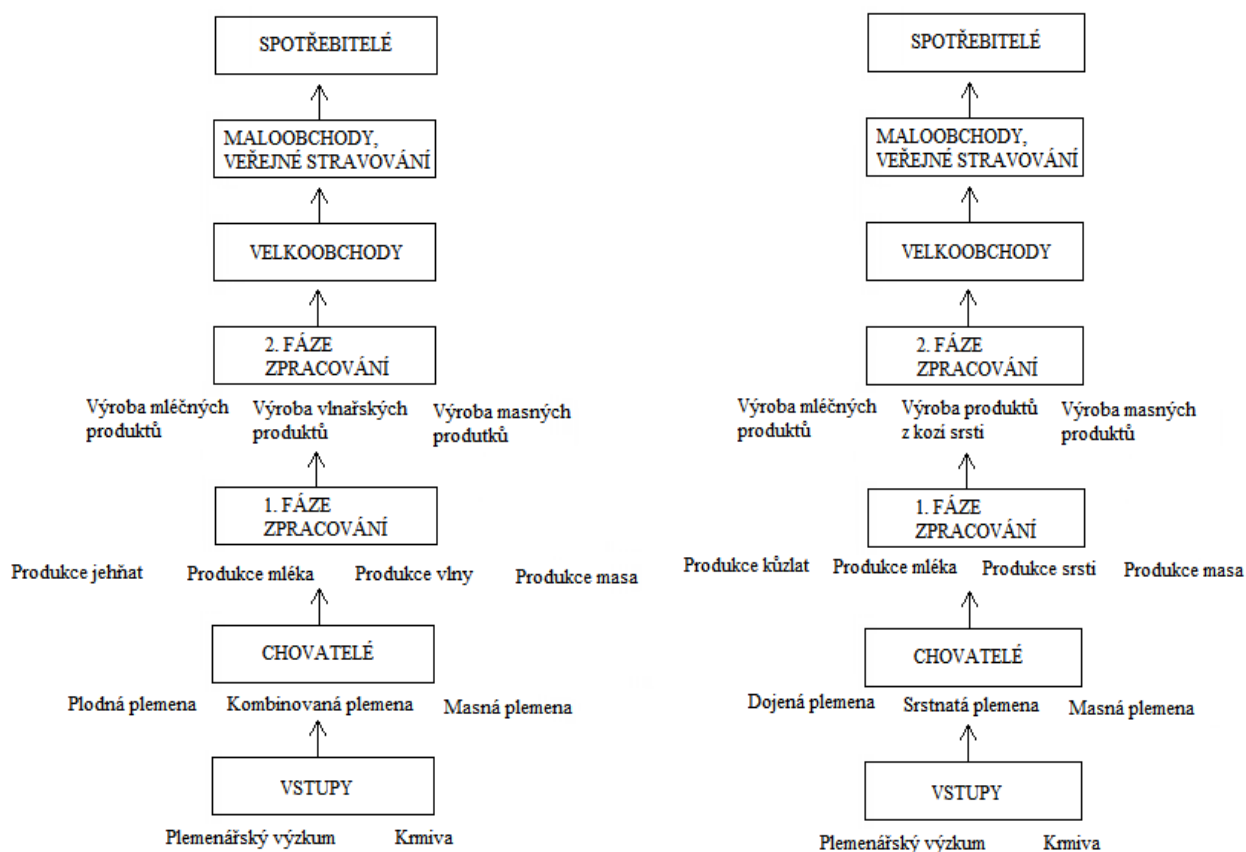 SPOTŘEBITELÉ
MALOOBCHODY,
VEŘEJNÉ STRAVOVÁNÍ
VELKOOBCHODY
2. FÁZE
ZPRACOVÁNÍ
Výroba mléčných
produktů
Výroba vlnařských
produktů
Výroba masných
produtků
1. FÁZE
ZPRACOVÁNÍ
Produkce jehňat
Produkce mléka
Produkce vlny
Produkce masa
CHOVATELÉ
Plodná plemena
Kombinovaná plemena
Masná plemena
VSTUPY
Plemenářský výzkum
Krmiva
SPOTŘEBITELÉ
MALOOBCHODY,
VEŘEJNÉ STRAVOVÁNÍ
VELKOOBCHODY
2. FÁZE
ZPRACOVÁNÍ
Výroba mléčných
produktů
Výroba produktů
z kozí srsti
Výroba masných
produktů
1. FÁZE
ZPRACOVÁNÍ
Produkce kůzlat
Produkce mléka
Produkce srsti
Produkce masa
CHOVATELÉ
Dojená plemena
Srstnatá plemena
Masná plemena
VSTUPY
Plemenářský výzkum
Krmiva